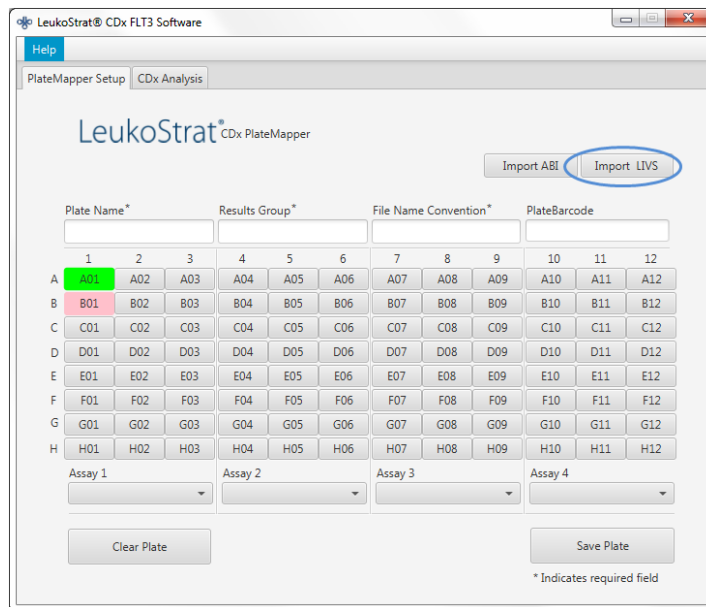 LeukoStrat® CDx FLT3 Software
Help
PlateMapper Setup CDx Analysis
LeukoStrat® CDx PlateMapper
Import ABI Import LIVS
Plate Name* Results Group* File Name Convention* PlateBarcode
1 2 3 4 5 6 7 8 9 10 11 12
A A01 A02 A03 A04 A05 A06 A07 A08 A09 A10 A11 A12
B B01 B02 B03 B04 B05 B06 B07 B08 B09 B10 B11 B12
C C01 C02 C03 C04 C05 C06 C07 C08 C09 C10 C11 C12
D D01 D02 D03 D04 D05 D06 D07 D08 D09 D10 D11 D12
E E01 E02 E03 E04 E05 E06 E07 E08 E09 E10 E11 E12
F F01 F02 F03 F04 F05 F06 F07 F08 F09 F10 F11 F12
G G01 G02 G03 G04 G05 G06 G07 G08 G09 G10 G11 G12
H H01 H02 H03 H04 H05 H06 H07 H08 H09 H10 H11 H12
Assay 1 Assay 2 Assay 3 Assay 4
Clear Plate Save Plate
* Indicates required field